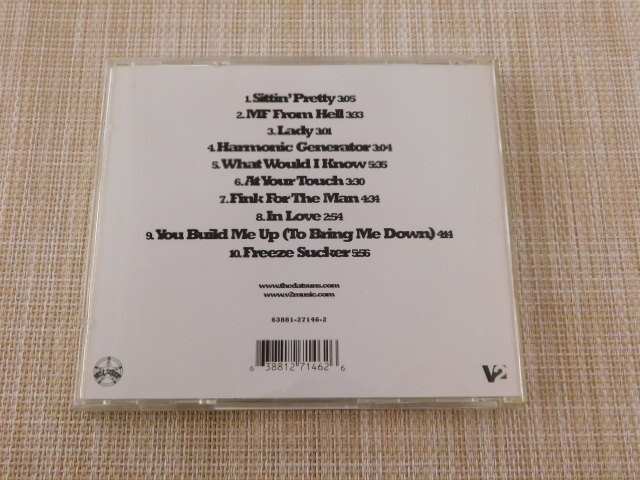 1. Sittin' Pretty 3:05
2. MF From Hell 3:33
3. Lady 3:01
4. Harmonic Generator 3:04
5. What Would I Know 5:35
6. At Your Touch 3:30
7. Fink For The Man 4:34
8. In Love 2:54
9. You Build Me Up (To Bring Me Down) 4:14
10. Freeze Sucker 5:56
www.thedatsuns.com
www.v2music.com
63881-27146-2
6 38812 71462 6
V2